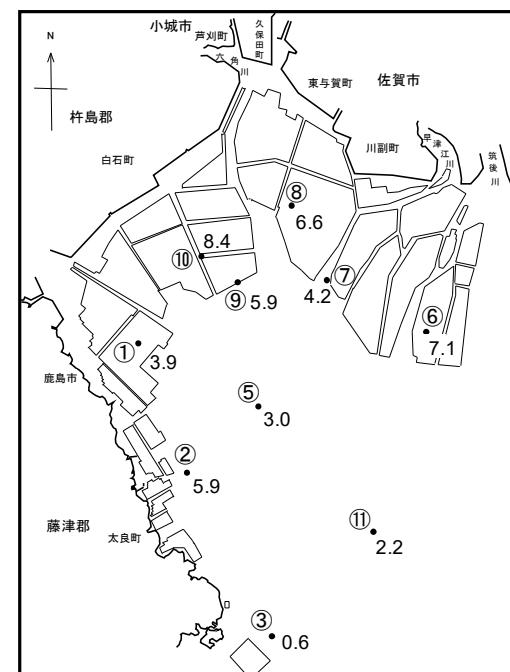 小城市
芦刈町
久保田町
N
六角川
東与賀町
佐賀市
杵島郡
川副町
早津江川
筑後川
白石町
⑧
6.6
8.4
⑩
⑦
4.2
⑨
5.9
⑥
7.1
①
3.9
鹿島市
⑤
3.0
②
5.9
藤津郡
太良町
⑪
2.2
③
0.6